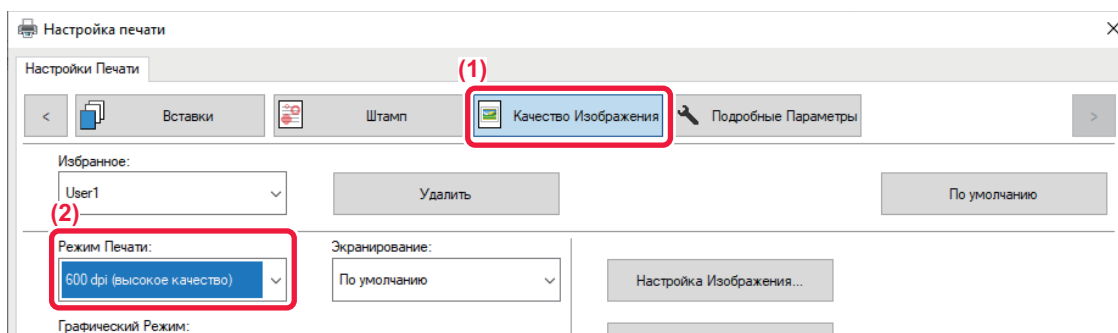 Настройка печати
Настройки Печати
(1)
< Вставки Штамп Качество Изображения Подробные Параметры >
Избранное:
User1 Удалить По умолчанию
(2)
Режим Печати: Экранирование:
600 dpi (высокое качество) По умолчанию Настройка Изображения...
Графический Режим: